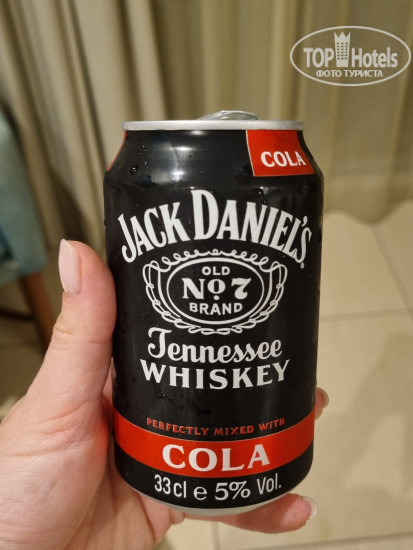 TOP Hotels
ФОТО ТУРИСТА
COLA
JACK DANIEL'S
OLD
No. 7
BRAND
Tennessee
WHISKEY
PERFECTLY MIXED WITH
COLA
33cl e 5% Vol.